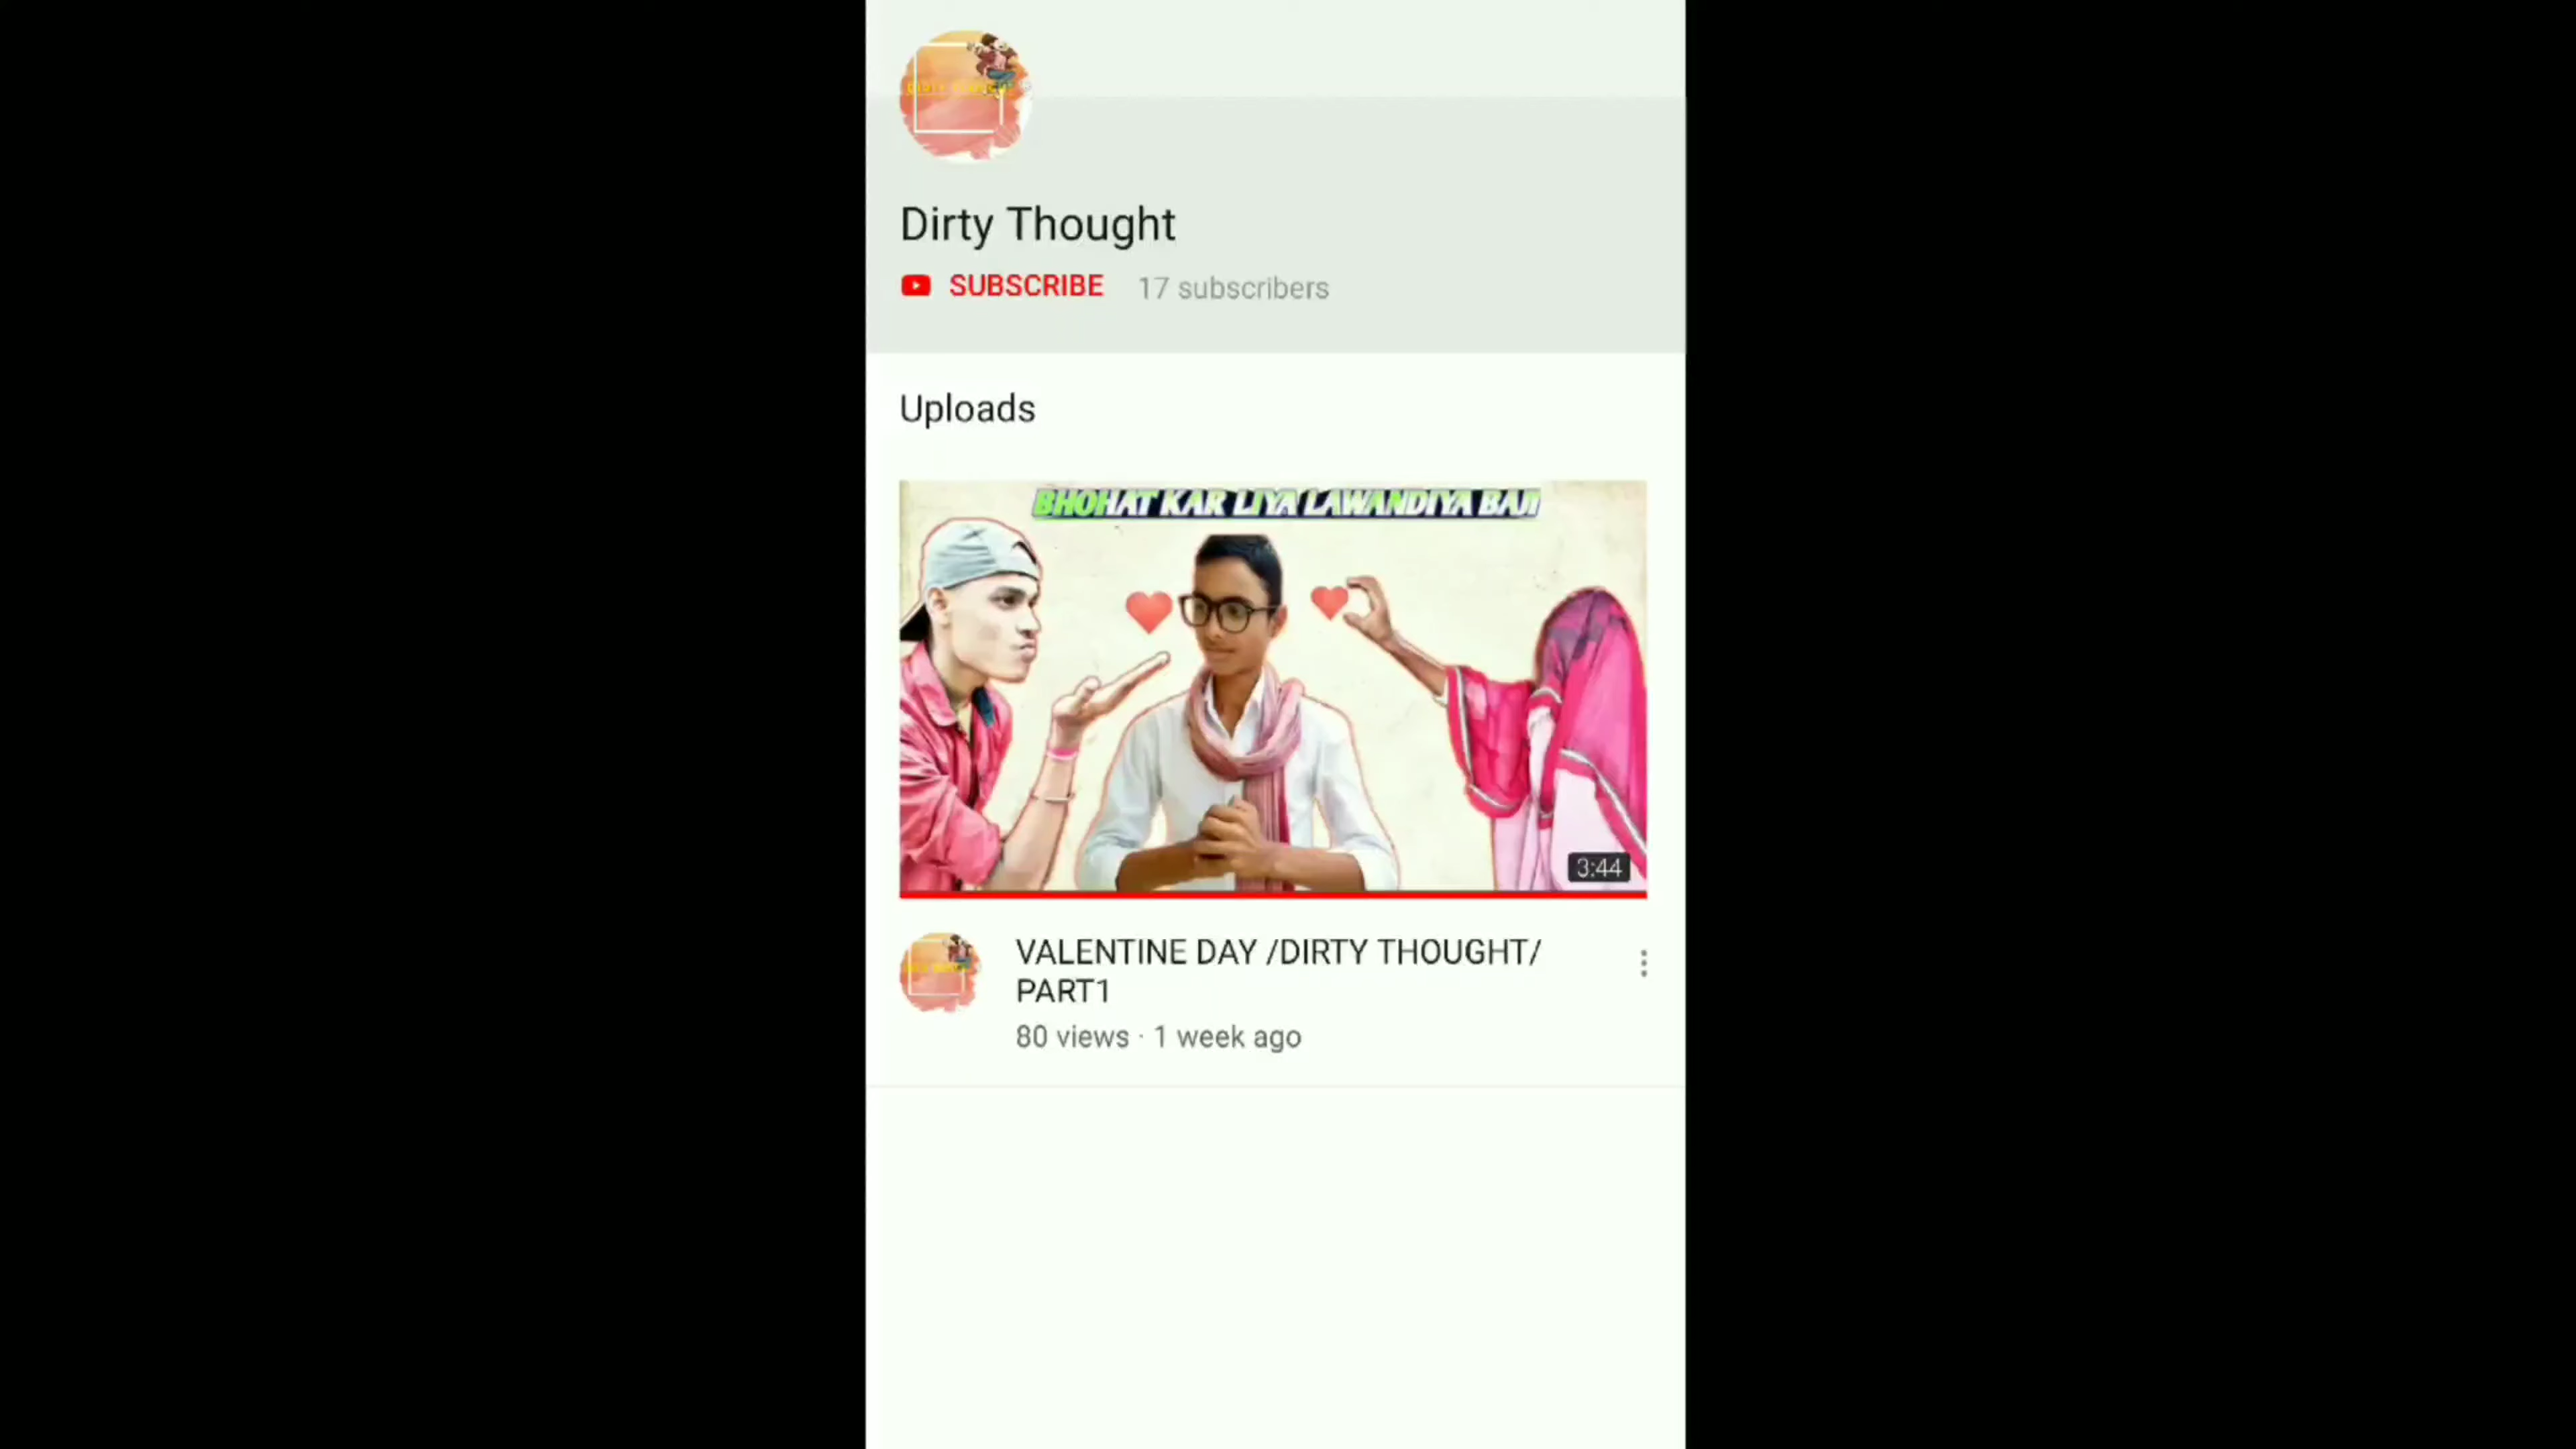 Dirty Thought
SUBSCRIBE 17 subscribers
Uploads
BHOHAT KAR LIYA LAWANDIYA BAJI
3:44
VALENTINE DAY /DIRTY THOUGHT/
PART1
80 views · 1 week ago